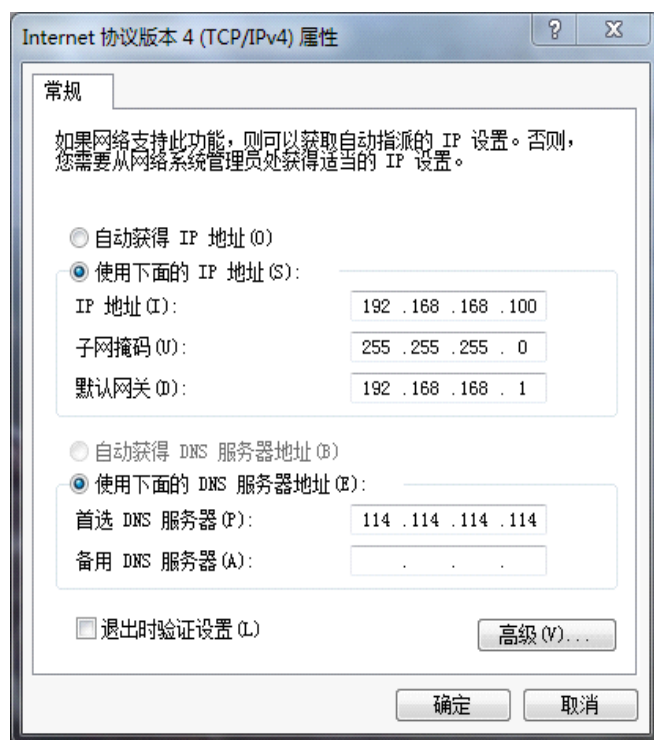 Internet 协议版本 4 (TCP/IPv4) 属性
常规
如果网络支持此功能，则可以获取自动指派的 IP 设置。否则，
您需要从网络系统管理员处获得适当的 IP 设置。
自动获得 IP 地址(O)
使用下面的 IP 地址(S):
IP 地址(I): 192 .168 .168 .100
子网掩码(U): 255 .255 .255 . 0
默认网关(D): 192 .168 .168 . 1
自动获得 DNS 服务器地址(B)
使用下面的 DNS 服务器地址(E):
首选 DNS 服务器(P): 114 .114 .114 .114
备用 DNS 服务器(A): . . .
退出时验证设置(L)
高级(V)...
确定 取消